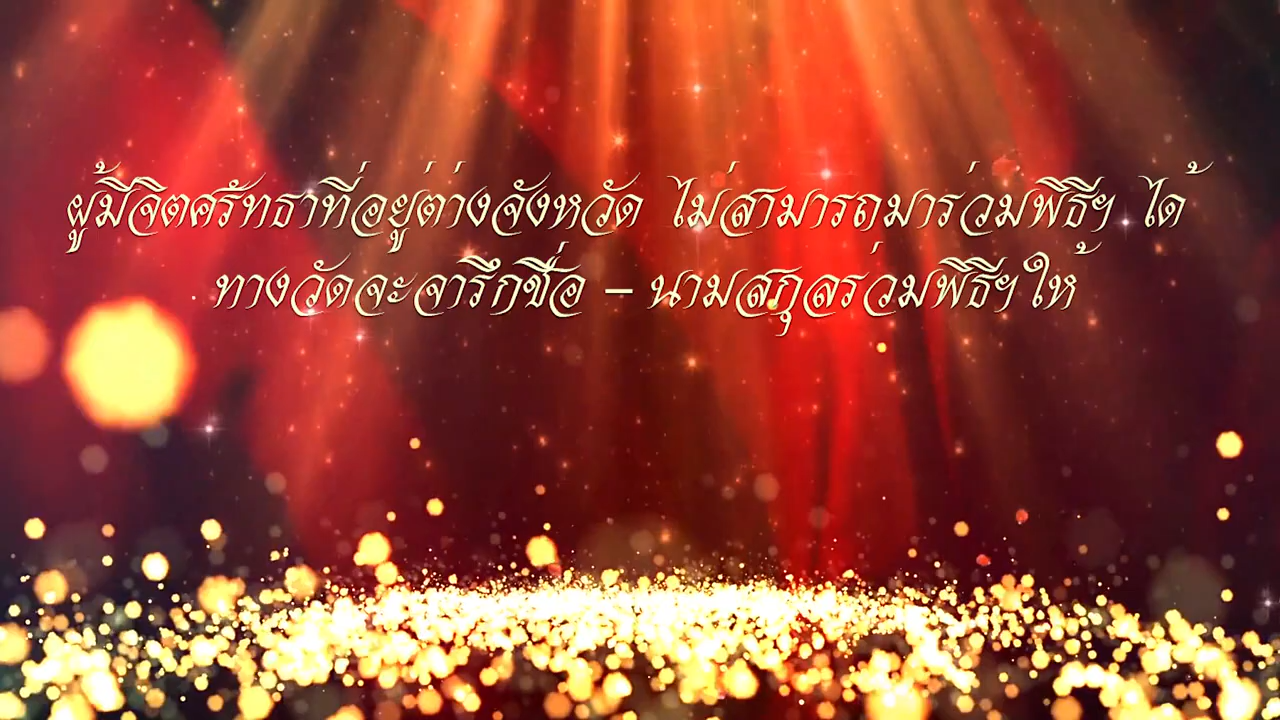 ผู้มีจิตศรัทธาที่อยู่ต่างจังหวัด ไม่สามารถมาร่วมพิธีฯ ได้
ทางวัดจะจารึกชื่อ – นามสกุลร่วมพิธีฯให้